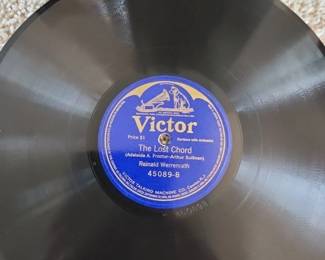 Victor
Price $1
Baritone with orchestra
The Lost Chord
(Adelaide A. Procter-Arthur Sullivan)
Reinald Werrenrath
45089-B
VICTOR TALKING MACHINE CO. Camden, N.J.